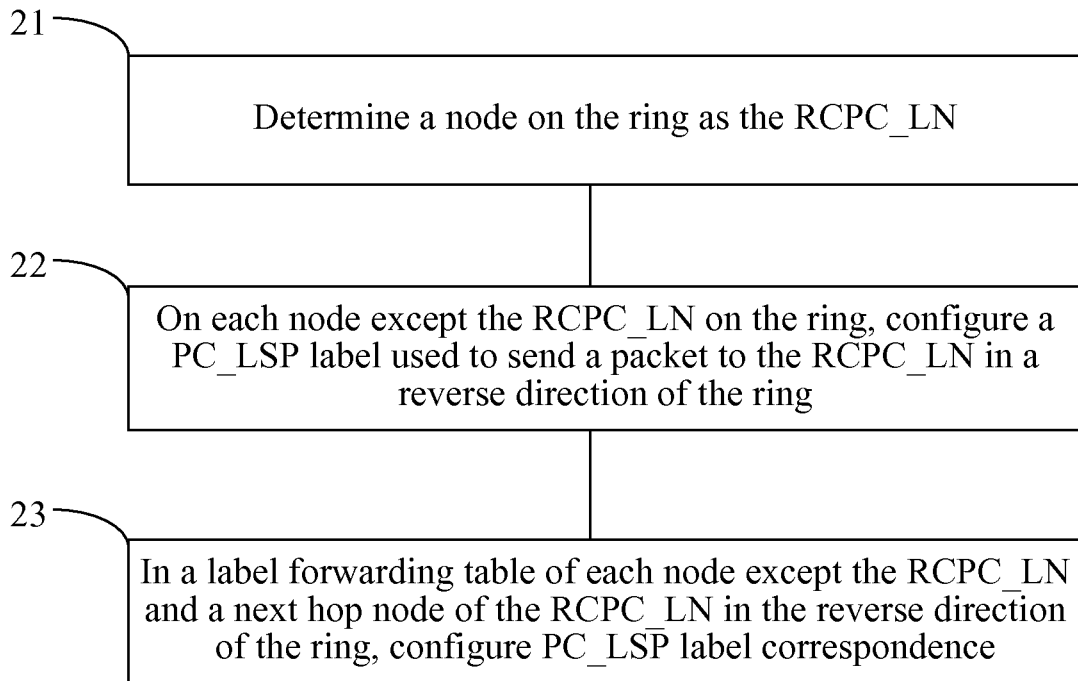 21
Determine a node on the ring as the RCPC_LN
22
On each node except the RCPC_LN on the ring, configure a
PC_LSP label used to send a packet to the RCPC_LN in a
reverse direction of the ring
23
In a label forwarding table of each node except the RCPC_LN
and a next hop node of the RCPC_LN in the reverse direction
of the ring, configure PC_LSP label correspondence